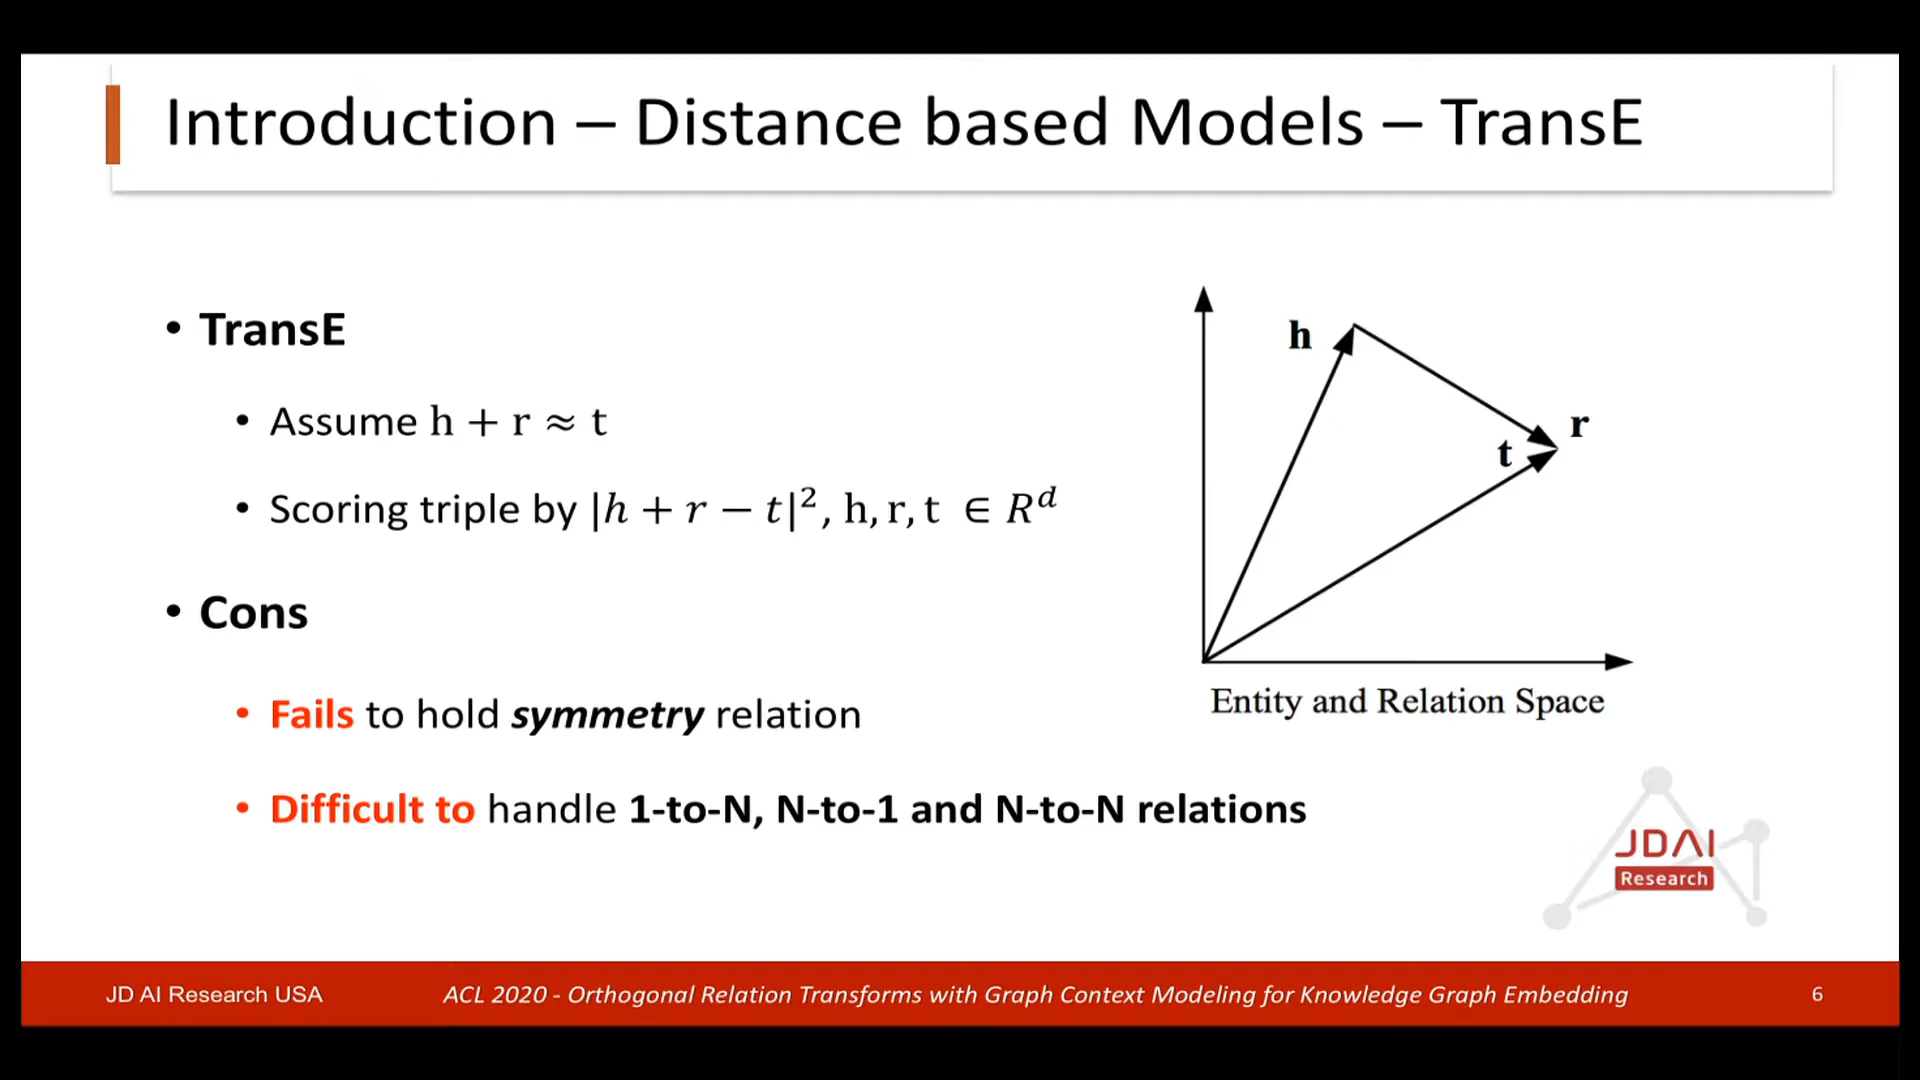 Introduction – Distance based Models – TransE
• TransE
• Assume h + r ≈ t
• Scoring triple by |h + r − t|², h, r, t ∈ Rᵈ
• Cons
• Fails to hold symmetry relation
• Difficult to handle 1-to-N, N-to-1 and N-to-N relations
h
r
t
Entity and Relation Space
JDAI
Research
JD AI Research USA
ACL 2020 - Orthogonal Relation Transforms with Graph Context Modeling for Knowledge Graph Embedding
6